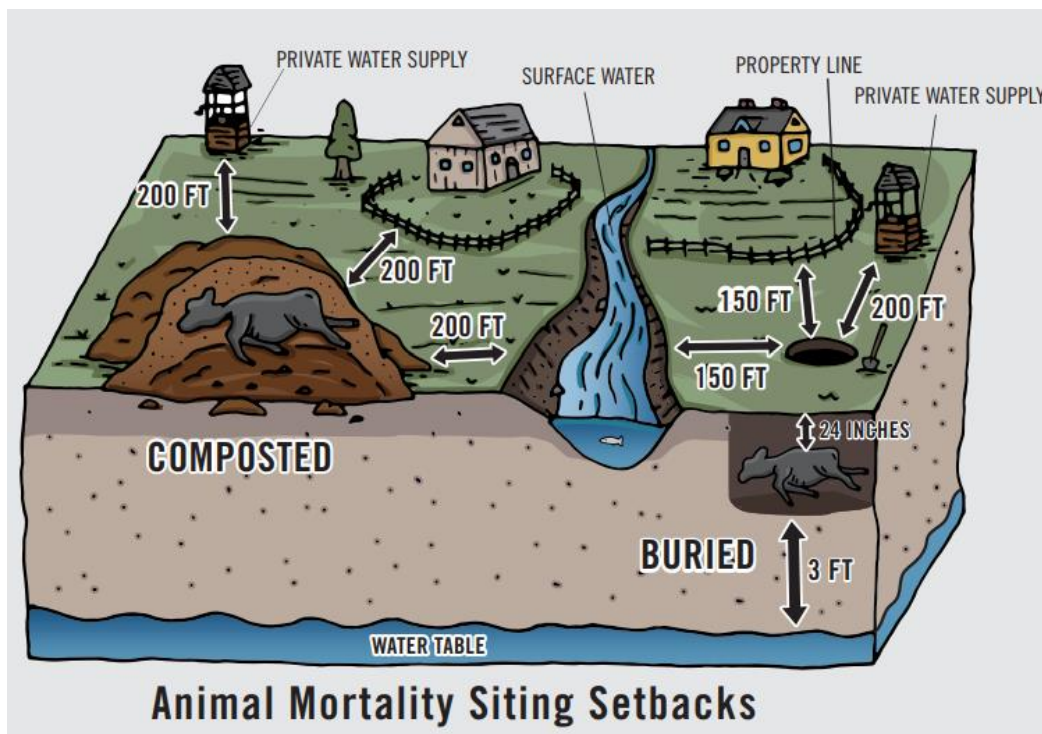 PRIVATE WATER SUPPLY
SURFACE WATER
PROPERTY LINE
PRIVATE WATER SUPPLY
200 FT
200 FT
200 FT
150 FT
200 FT
150 FT
24 INCHES
COMPOSTED
BURIED
3 FT
WATER TABLE
Animal Mortality Siting Setbacks